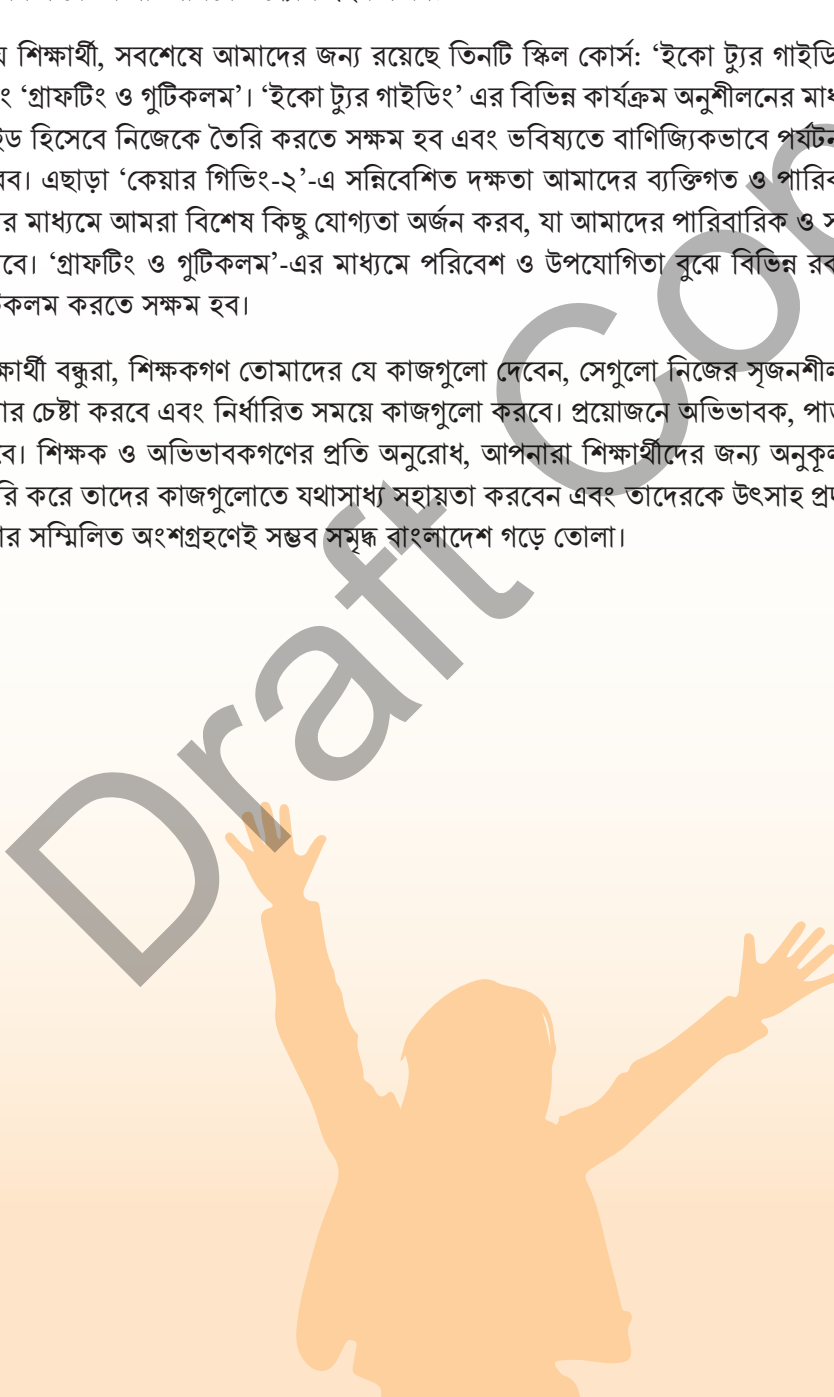 য় শিক্ষার্থী, সবশেষে আমাদের জন্য রয়েছে তিনটি স্কিল কোর্স: ‘ইকো ট্যুর গাইডি
ং ‘গ্রাফটিং ও গুটিকলম’। ‘ইকো ট্যুর গাইডিং’ এর বিভিন্ন কার্যক্রম অনুশীলনের মাধ
ইড হিসেবে নিজেকে তৈরি করতে সক্ষম হব এবং ভবিষ্যতে বাণিজ্যিকভাবে পর্যটন
রব। এছাড়া ‘কেয়ার গিভিং-২’-এ সন্নিবেশিত দক্ষতা আমাদের ব্যক্তিগত ও পারিব
র মাধ্যমে আমরা বিশেষ কিছু যোগ্যতা অর্জন করব, যা আমাদের পারিবারিক ও স
বে। ‘গ্রাফটিং ও গুটিকলম’-এর মাধ্যমে পরিবেশ ও উপযোগিতা বুঝে বিভিন্ন রক
টিকলম করতে সক্ষম হব।
ক্ষার্থী বন্ধুরা, শিক্ষকগণ তোমাদের যে কাজগুলো দেবেন, সেগুলো নিজের সৃজনশীল
ার চেষ্টা করবে এবং নির্ধারিত সময়ে কাজগুলো করবে। প্রয়োজনে অভিভাবক, পাড়
বে। শিক্ষক ও অভিভাবকগণের প্রতি অনুরোধ, আপনারা শিক্ষার্থীদের জন্য অনুকূল
রি করে তাদের কাজগুলোতে যথাসাধ্য সহায়তা করবেন এবং তাদেরকে উৎসাহ প্রদ
ার সম্মিলিত অংশগ্রহণেই সম্ভব সমৃদ্ধ বাংলাদেশ গড়ে তোলা।
Draft Cop